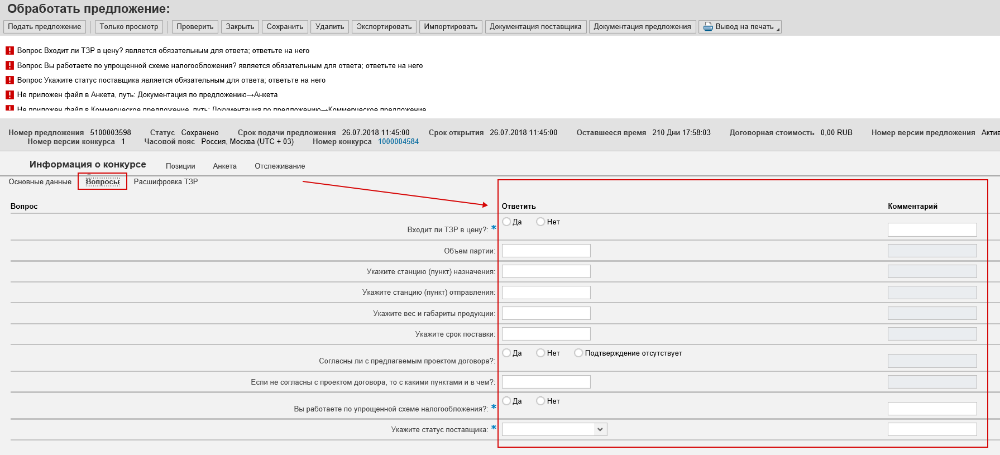 Обработать предложение:
Подать предложение Только просмотр Проверить Закрыть Сохранить Удалить Экспортировать Импортировать Документация поставщика Документация предложения Вывод на печать
Вопрос Входит ли ТЗР в цену? является обязательным для ответа; ответьте на него
Вопрос Вы работаете по упрощенной схеме налогообложения? является обязательным для ответа; ответьте на него
Вопрос Укажите статус поставщика является обязательным для ответа; ответьте на него
Не приложен файл в Анкета, путь: Документация по предложению→Анкета
Не приложен файл в Коммерческое предложение, путь: Документация по предложению→Коммерческое предложение
Номер предложения 5100003598 Статус Сохранено Срок подачи предложения 26.07.2018 11:45:00 Срок открытия 26.07.2018 11:45:00 Оставшееся время 210 Дни 17:58:03 Договорная стоимость 0,00 RUB Номер версии предложения Актив
Номер версии конкурса 1 Часовой пояс Россия, Москва (UTC + 03) Номер конкурса 1000004584
Информация о конкурсе Позиции Анкета Отслеживание
Основные данные Вопросы Расшифровка ТЗР
Вопрос Ответить Комментарий
Входит ли ТЗР в цену?: * Да Нет
Объем партии:
Укажите станцию (пункт) назначения:
Укажите станцию (пункт) отправления:
Укажите вес и габариты продукции:
Укажите срок поставки:
Согласны ли с предлагаемым проектом договора?: Да Нет Подтверждение отсутствует
Если не согласны с проектом договора, то с какими пунктами и в чем?:
Вы работаете по упрощенной схеме налогообложения?: * Да Нет
Укажите статус поставщика: *